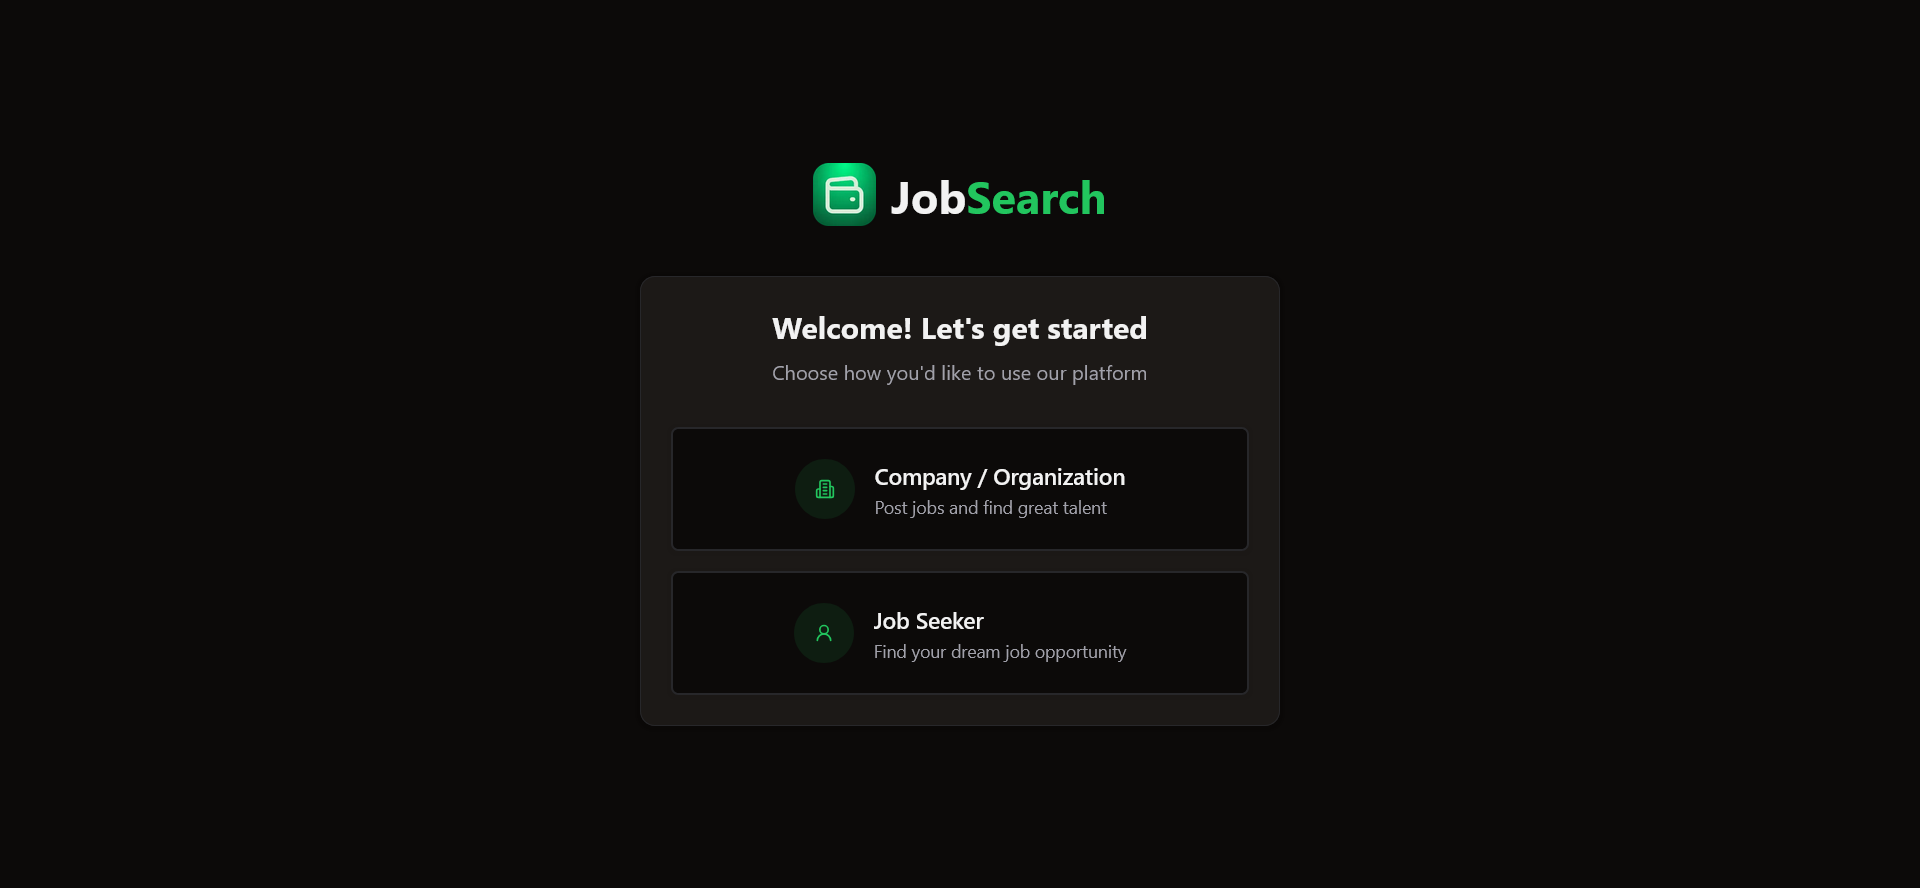 JobSearch
Welcome! Let's get started
Choose how you'd like to use our platform
Company / Organization
Post jobs and find great talent
Job Seeker
Find your dream job opportunity